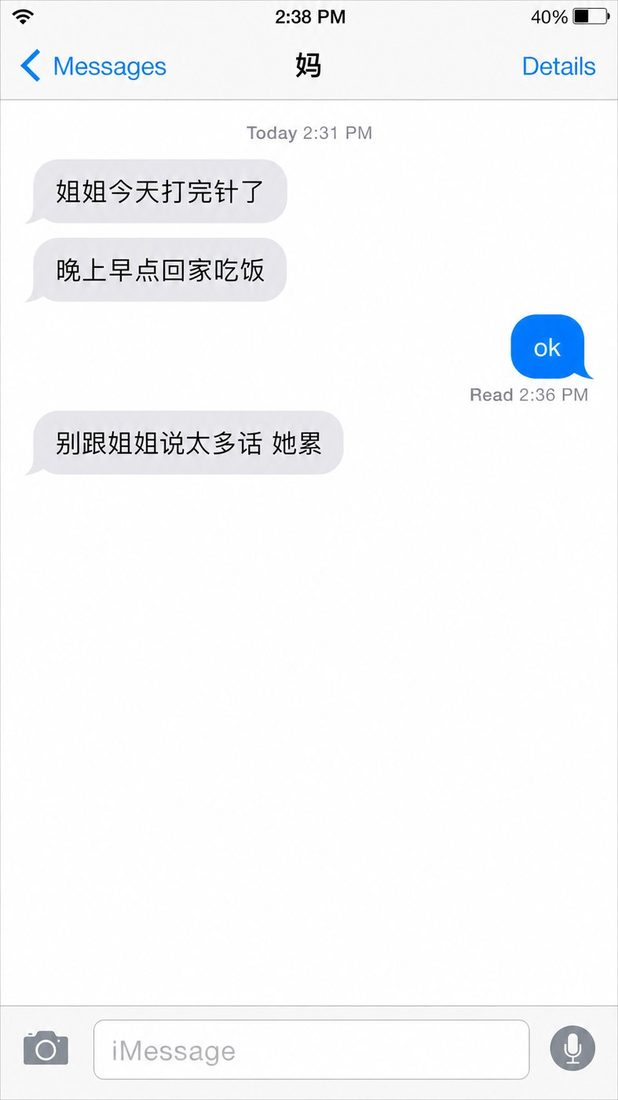 2:38 PM
40%
Messages
妈
Details
Today 2:31 PM
姐姐今天打完针了
晚上早点回家吃饭
ok
Read 2:36 PM
别跟姐姐说太多话 她累
iMessage